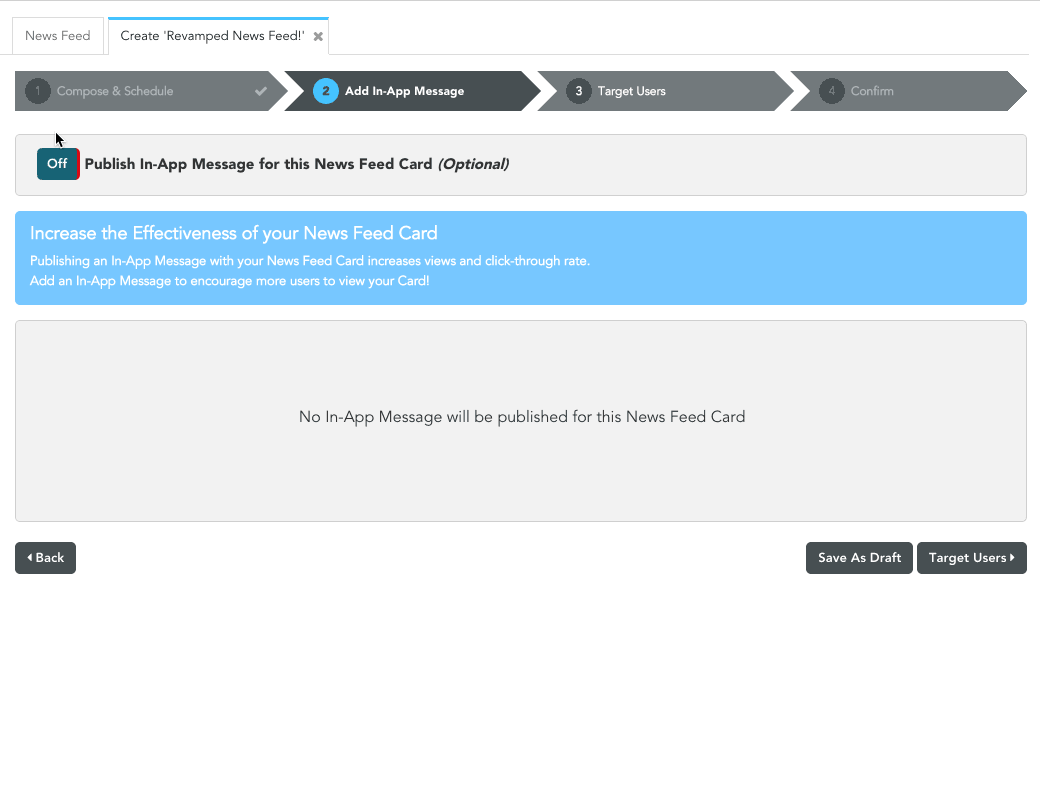 News Feed
Create 'Revamped News Feed!'
1 Compose & Schedule
2 Add In-App Message
3 Target Users
4 Confirm
Off Publish In-App Message for this News Feed Card (Optional)
Increase the Effectiveness of your News Feed Card
Publishing an In-App Message with your News Feed Card increases views and click-through rate.
Add an In-App Message to encourage more users to view your Card!
No In-App Message will be published for this News Feed Card
Back
Save As Draft
Target Users